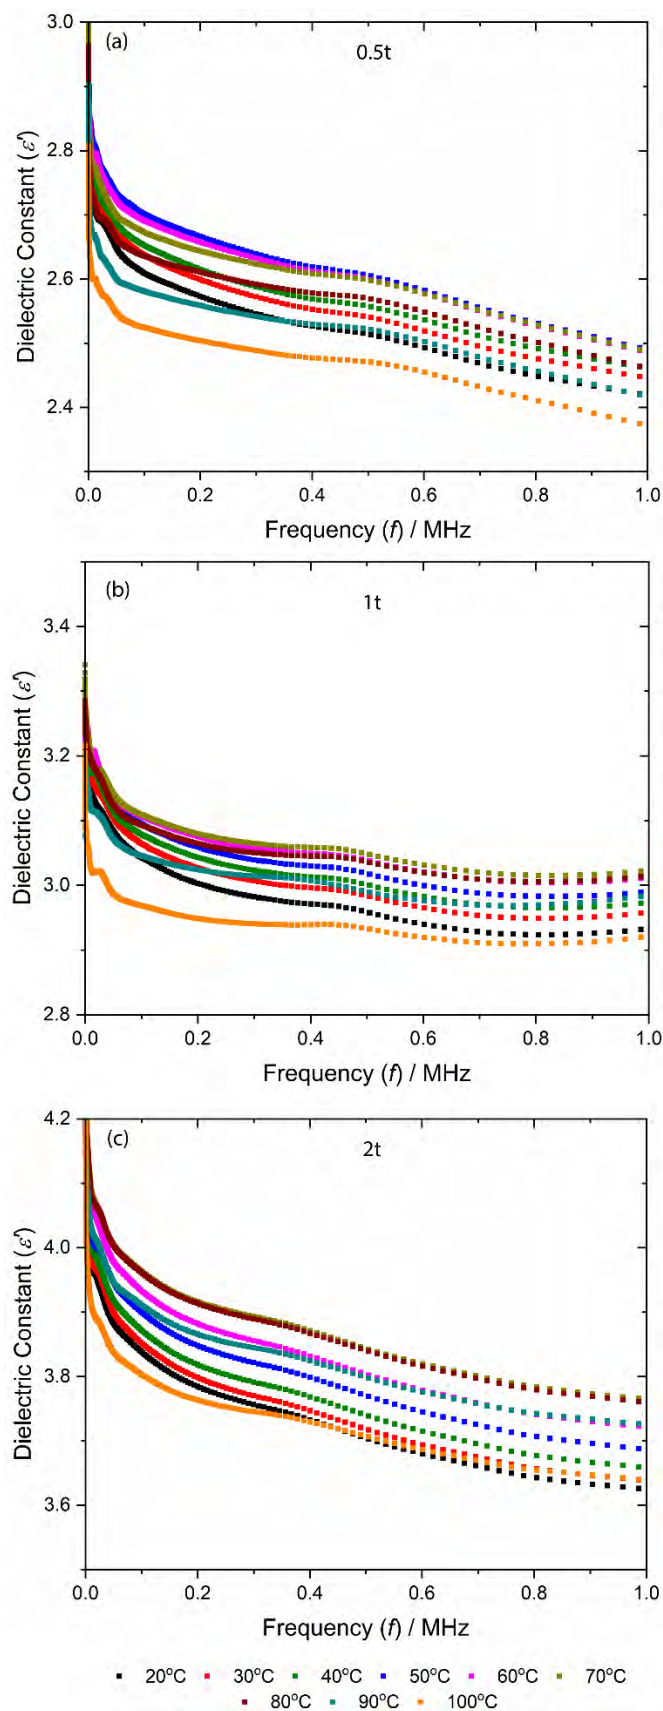 (a)
0.5t
3.0
2.8
2.6
2.4
Dielectric Constant (ε')
0.0 0.2 0.4 0.6 0.8 1.0
Frequency (f) / MHz
(b)
1t
3.4
3.2
3.0
2.8
Dielectric Constant (ε')
0.0 0.2 0.4 0.6 0.8 1.0
Frequency (f) / MHz
(c)
2t
4.2
4.0
3.8
3.6
Dielectric Constant (ε')
0.0 0.2 0.4 0.6 0.8 1.0
Frequency (f) / MHz
20°C 30°C 40°C 50°C 60°C 70°C
80°C 90°C 100°C